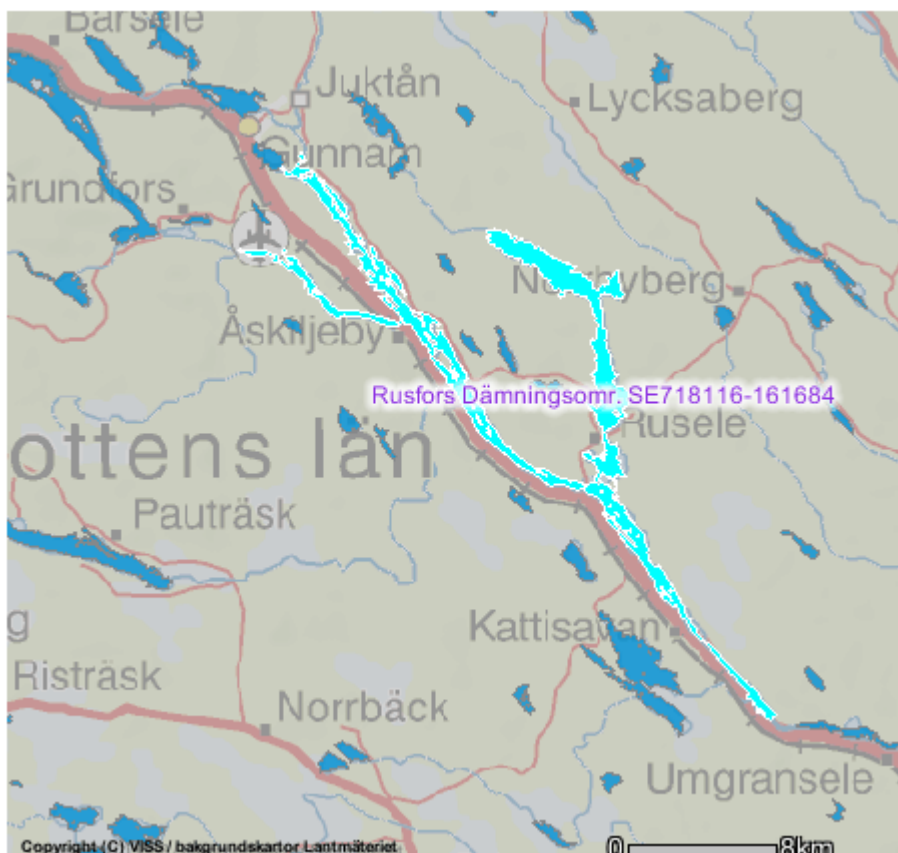 Barsele
Juktån
Lycksaberg
Gunnarn
Grundfors
Norrbyberg
Åskiljeby
Rusfors Dämningsomr. SE718116-161684
Rusele
ottens län
Pauträsk
g
Kattisavan
Risträsk
Norrbäck
Umgransele
Copyright (C) VISS / bakgrundskartor Lantmäteriet
0 8km